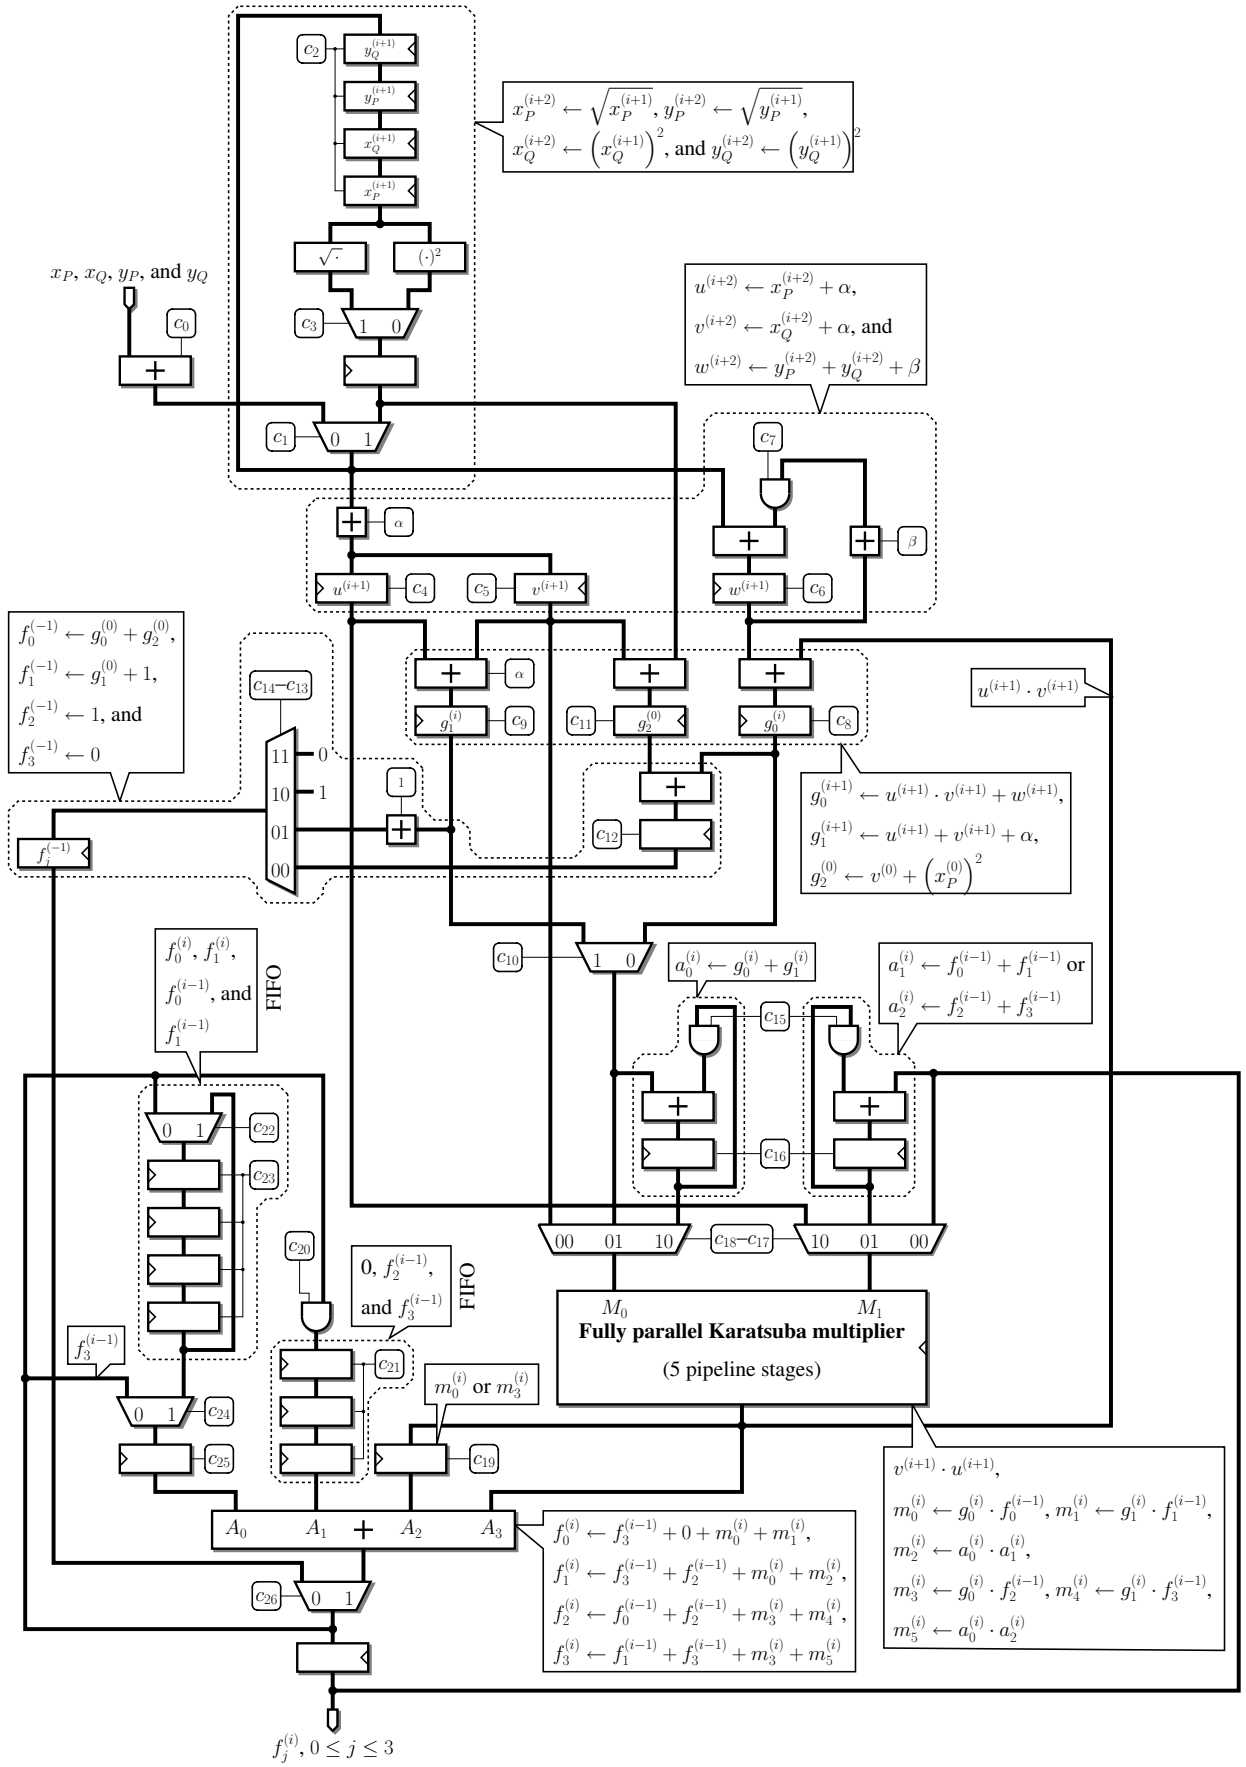 c_2
y_Q^{(i+1)}
y_P^{(i+1)}
x_Q^{(i+1)}
x_P^{(i+1)}
x_P^{(i+2)} ← √(x_P^{(i+1)}), y_P^{(i+2)} ← √(y_P^{(i+1)}),
x_Q^{(i+2)} ← (x_Q^{(i+1)})^2, and y_Q^{(i+2)} ← (y_Q^{(i+1)})^2
√· (·)^2
x_P, x_Q, y_P, and y_Q
c_0
c_3 1 0
+
c_1 0 1
u^{(i+2)} ← x_P^{(i+2)} + α,
v^{(i+2)} ← x_Q^{(i+2)} + α, and
w^{(i+2)} ← y_P^{(i+2)} + y_Q^{(i+2)} + β
c_7
+ α
+ + β
u^{(i+1)} c_4 c_5 v^{(i+1)} w^{(i+1)} c_6
f_0^{(-1)} ← g_0^{(0)} + g_2^{(0)},
f_1^{(-1)} ← g_1^{(0)} + 1,
f_2^{(-1)} ← 1, and
f_3^{(-1)} ← 0
c_14–c_13
+ α + +
u^{(i+1)} · v^{(i+1)}
g_1^{(i)} c_9 c_11 g_2^{(0)} g_0^{(i)} c_8
11 0
10 1
01
00
1
+
+
c_12
f_j^{(-1)}
g_0^{(i+1)} ← u^{(i+1)} · v^{(i+1)} + w^{(i+1)},
g_1^{(i+1)} ← u^{(i+1)} + v^{(i+1)} + α,
g_2^{(0)} ← v^{(0)} + (x_P^{(0)})^2
c_10 1 0
f_0^{(i)}, f_1^{(i)},
f_0^{(i-1)}, and
f_1^{(i-1)}
FIFO
a_0^{(i)} ← g_0^{(i)} + g_1^{(i)}
a_1^{(i)} ← f_0^{(i-1)} + f_1^{(i-1)} or
a_2^{(i)} ← f_2^{(i-1)} + f_3^{(i-1)}
c_15
+ +
c_16
0 1 c_22
c_23
00 01 10 c_18–c_17 10 01 00
c_20
0, f_2^{(i-1)},
and f_3^{(i-1)}
FIFO
M_0 M_1
Fully parallel Karatsuba multiplier
(5 pipeline stages)
f_3^{(i-1)}
c_21
m_0^{(i)} or m_3^{(i)}
0 1 c_24
c_25
c_19
v^{(i+1)} · u^{(i+1)},
m_0^{(i)} ← g_0^{(i)} · f_0^{(i-1)}, m_1^{(i)} ← g_1^{(i)} · f_1^{(i-1)},
m_2^{(i)} ← a_0^{(i)} · a_1^{(i)},
m_3^{(i)} ← g_0^{(i)} · f_2^{(i-1)}, m_4^{(i)} ← g_1^{(i)} · f_3^{(i-1)},
m_5^{(i)} ← a_0^{(i)} · a_2^{(i)}
A_0 A_1 + A_2 A_3
f_0^{(i)} ← f_3^{(i-1)} + 0 + m_0^{(i)} + m_1^{(i)},
f_1^{(i)} ← f_3^{(i-1)} + f_2^{(i-1)} + m_0^{(i)} + m_2^{(i)},
f_2^{(i)} ← f_0^{(i-1)} + f_2^{(i-1)} + m_3^{(i)} + m_4^{(i)},
f_3^{(i)} ← f_1^{(i-1)} + f_3^{(i-1)} + m_3^{(i)} + m_5^{(i)}
c_26 0 1
f_j^{(i)}, 0 ≤ j ≤ 3